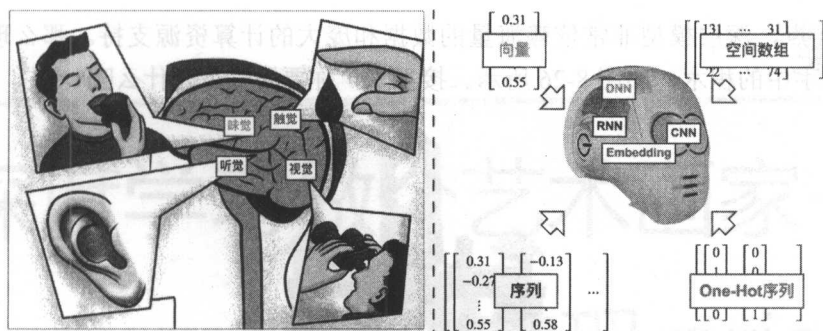 味觉
触觉
听觉
视觉
0.31
向量
0.55
131 ... 31
空间数组
22 74
DNN
RNN
CNN
Embedding
0.31 -0.13
-0.27
序列 ...
⋮
0.55 0.58
0 0
One-Hot序列
0 1